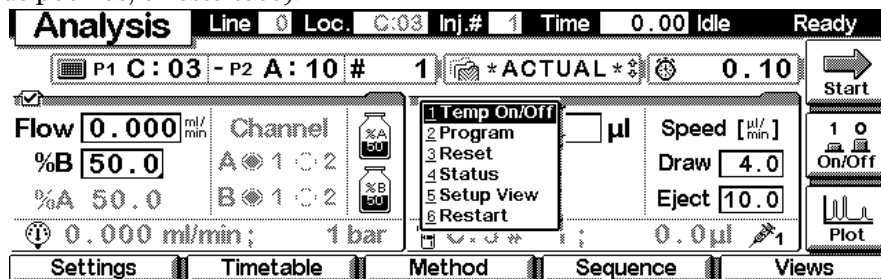 Analysis Line 0 Loc. C:03 Inj.# 1 Time 0.00 Idle Ready
P1 C:03 - P2 A:10 # 1 *ACTUAL* 0.10
Start
1 Temp On/Off
2 Program
3 Reset
4 Status
5 Setup View
6 Restart
Flow 0.000 ml/min Channel %A 50 µl Speed [µl/min]
%B 50.0 A 1 2 Draw 4.0
1 0
On/Off
%A 50.0 B 1 2 %B 50 Eject 10.0
0.000 ml/min; 1 bar ; 0.0µl 1
Plot
Settings Timetable Method Sequence Views